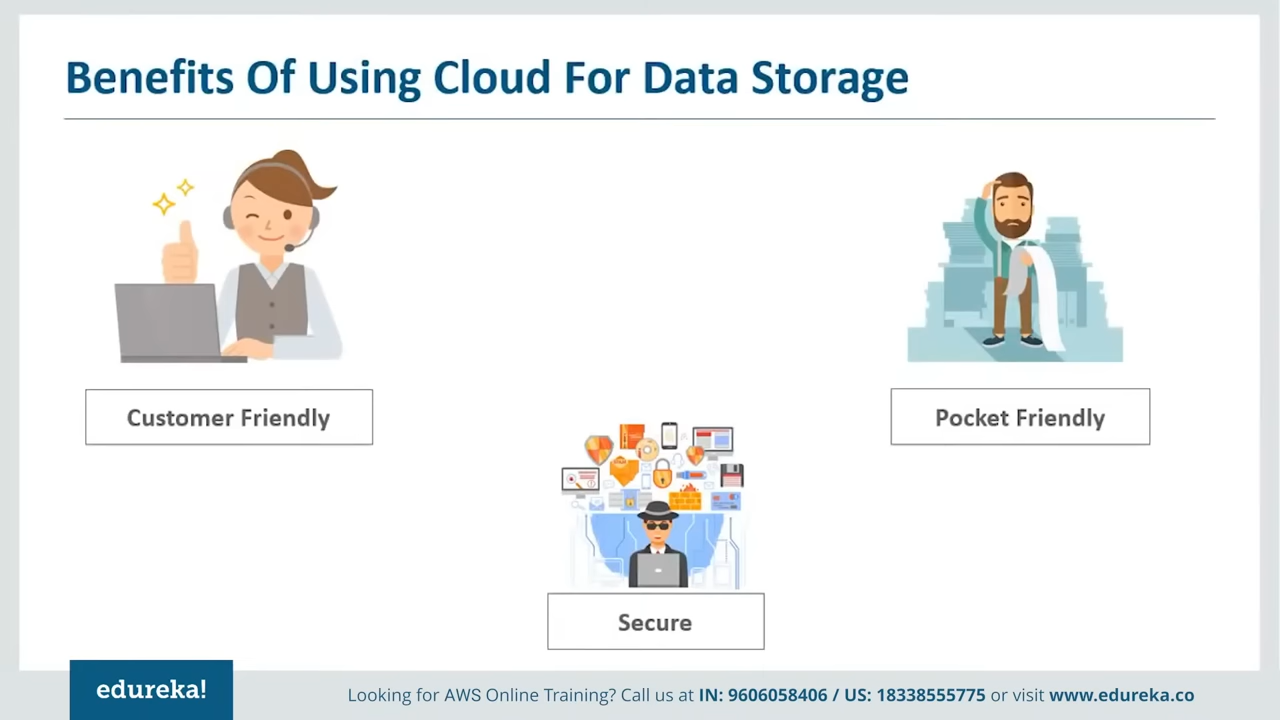 Benefits Of Using Cloud For Data Storage
Customer Friendly
Pocket Friendly
Secure
edureka!
Looking for AWS Online Training? Call us at IN: 9606058406 / US: 18338555775 or visit www.edureka.co